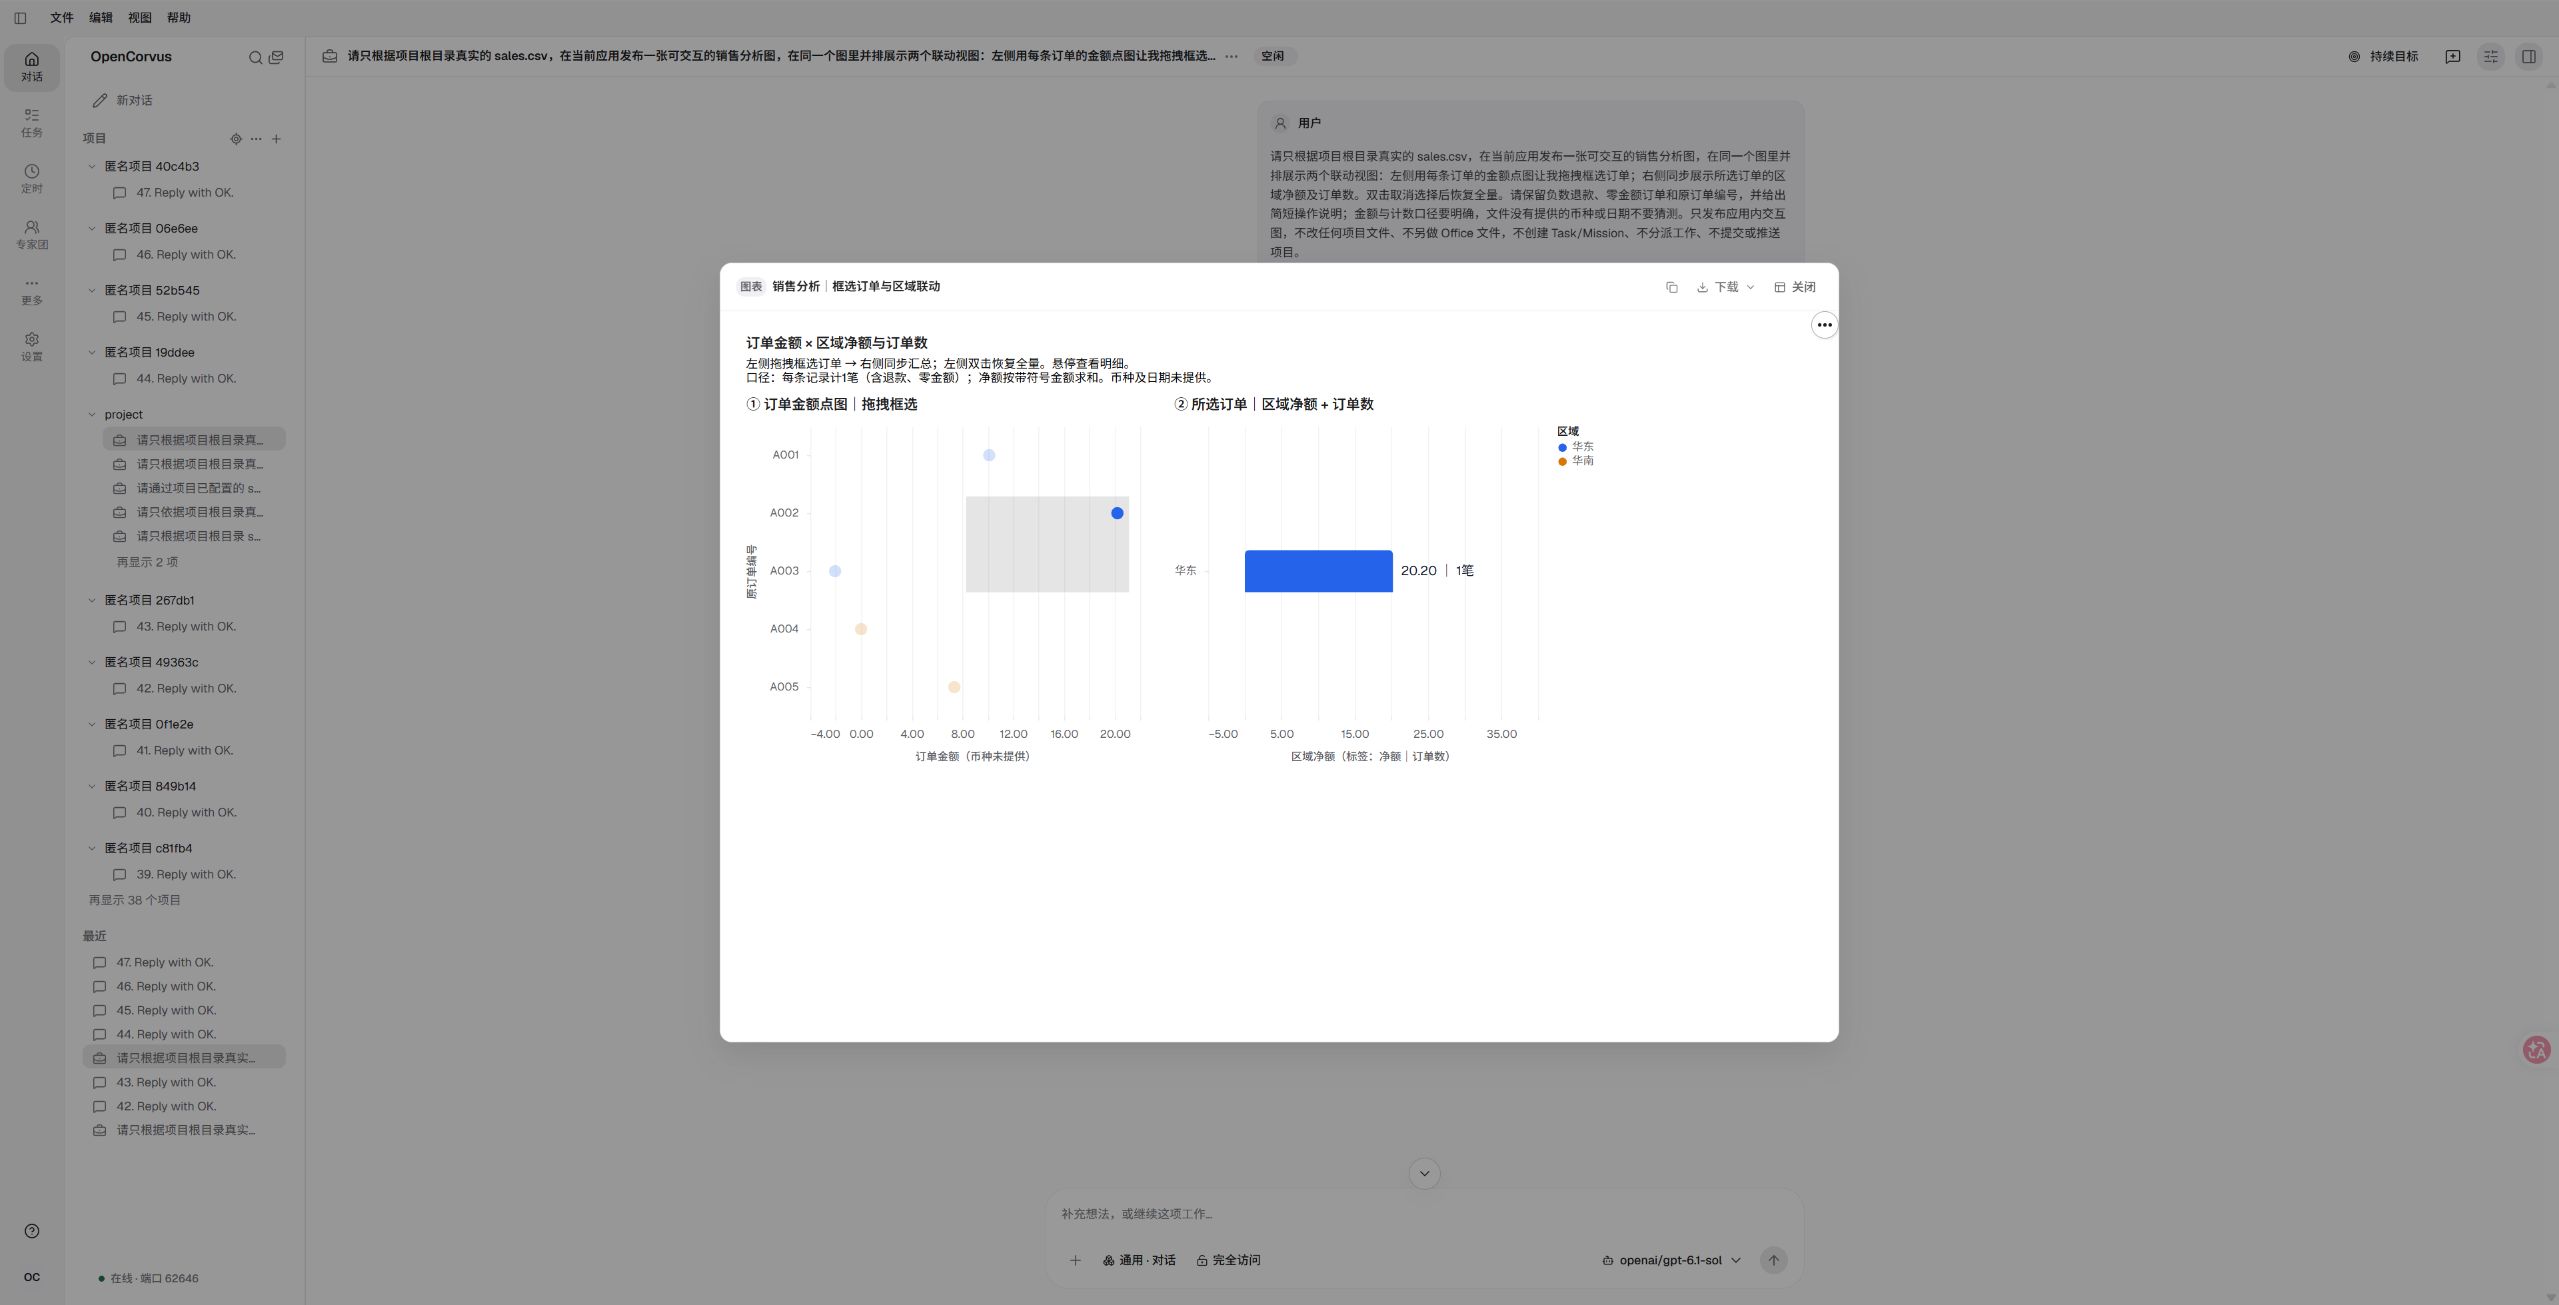 文件 编辑 视图 帮助
对话
任务
定时
专家团
更多
设置
OC
OpenCorvus
新对话
项目
匿名项目 40c4b3
47. Reply with OK.
匿名项目 06e6ee
46. Reply with OK.
匿名项目 52b545
45. Reply with OK.
匿名项目 19ddee
44. Reply with OK.
project
请只根据项目根目录真...
请只根据项目根目录真...
请通过项目已配置的 s...
请只依据项目根目录真...
请只根据项目根目录 s...
再显示 2 项
匿名项目 267db1
43. Reply with OK.
匿名项目 49363c
42. Reply with OK.
匿名项目 0f1e2e
41. Reply with OK.
匿名项目 849b14
40. Reply with OK.
匿名项目 c81fb4
39. Reply with OK.
再显示 38 个项目
最近
47. Reply with OK.
46. Reply with OK.
45. Reply with OK.
44. Reply with OK.
请只根据项目根目录真实...
43. Reply with OK.
42. Reply with OK.
请只根据项目根目录真实...
在线 · 端口 62646
请只根据项目根目录真实的 sales.csv，在当前应用发布一张可交互的销售分析图，在同一个图里并排展示两个联动视图：左侧用每条订单的金额点图让我拖拽框选... 空闲
持续目标
用户
请只根据项目根目录真实的 sales.csv，在当前应用发布一张可交互的销售分析图，在同一个图里并
排展示两个联动视图：左侧用每条订单的金额点图让我拖拽框选订单；右侧同步展示所选订单的区
域净额及订单数。双击取消选择后恢复全量。请保留负数退款、零金额订单和原订单编号，并给出
简短操作说明；金额与计数口径要明确，文件没有提供的币种或日期不要猜测。只发布应用内交互
图，不改任何项目文件、不另做 Office 文件，不创建 Task/Mission、不分派工作、不提交或推送
项目。
图表 销售分析｜框选订单与区域联动
下载 关闭
订单金额 × 区域净额与订单数
左侧拖拽框选订单 → 右侧同步汇总；左侧双击恢复全量。悬停查看明细。
口径：每条记录计1笔（含退款、零金额）；净额按带符号金额求和。币种及日期未提供。
① 订单金额点图｜拖拽框选
原订单编号
A001
A002
A003
A004
A005
−4.00 0.00 4.00 8.00 12.00 16.00 20.00
订单金额（币种未提供）
② 所选订单｜区域净额 + 订单数
华东
20.20 ｜ 1笔
−5.00 5.00 15.00 25.00 35.00
区域净额（标签：净额｜订单数）
区域
华东
华南
补充想法，或继续这项工作...
通用 · 对话 完全访问 openai/gpt-6.1-sol